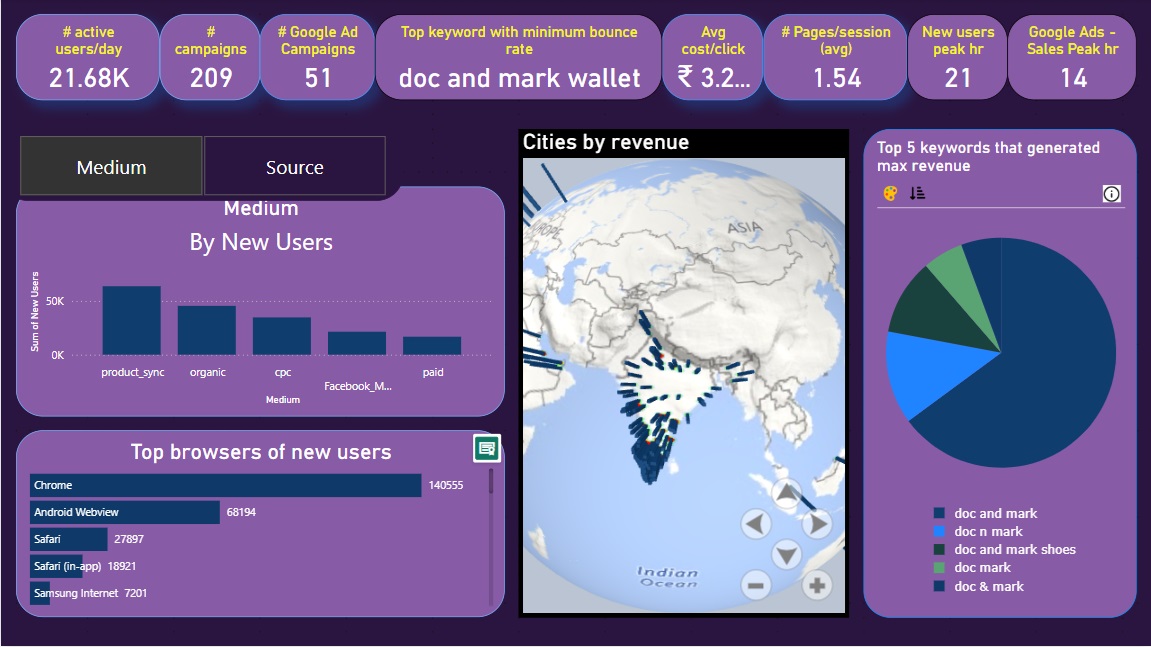 # active
users/day
21.68K
#
campaigns
209
# Google Ad
Campaigns
51
Top keyword with minimum bounce
rate
doc and mark wallet
Avg
cost/click
₹ 3.2...
# Pages/session
(avg)
1.54
New users
peak hr
21
Google Ads -
Sales Peak hr
14
Medium
Source
Medium
By New Users
Sum of New Users
50K
0K
product_sync
organic
cpc
Facebook_M...
paid
Medium
Top browsers of new users
Chrome 140555
Android Webview 68194
Safari 27897
Safari (in-app) 18921
Samsung Internet 7201
Cities by revenue
EUROPE
ASIA
Indian
Ocean
Top 5 keywords that generated
max revenue
doc and mark
doc n mark
doc and mark shoes
doc mark
doc & mark